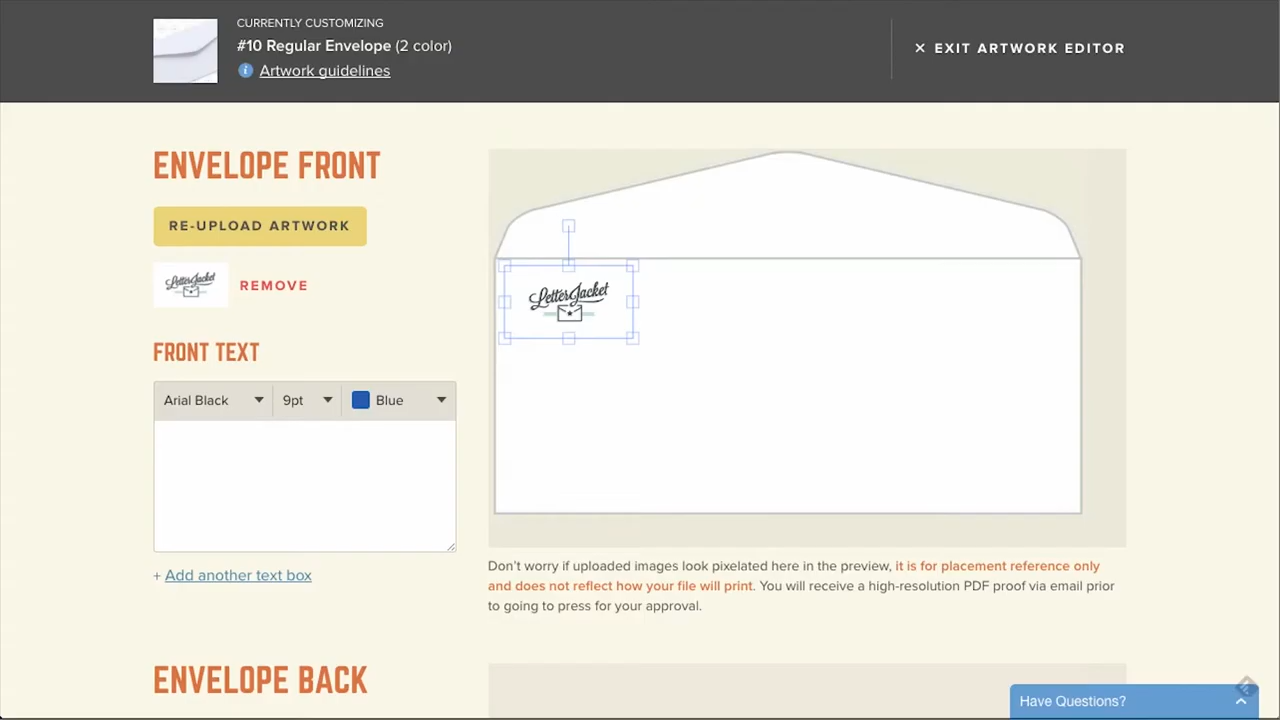 CURRENTLY CUSTOMIZING
#10 Regular Envelope (2 color)
Artwork guidelines
✕ EXIT ARTWORK EDITOR
ENVELOPE FRONT
RE-UPLOAD ARTWORK
LetterJacket
REMOVE
LetterJacket
FRONT TEXT
Arial Black
9pt
Blue
+ Add another text box
Don't worry if uploaded images look pixelated here in the preview, it is for placement reference only
and does not reflect how your file will print. You will receive a high-resolution PDF proof via email prior
to going to press for your approval.
ENVELOPE BACK
Have Questions?